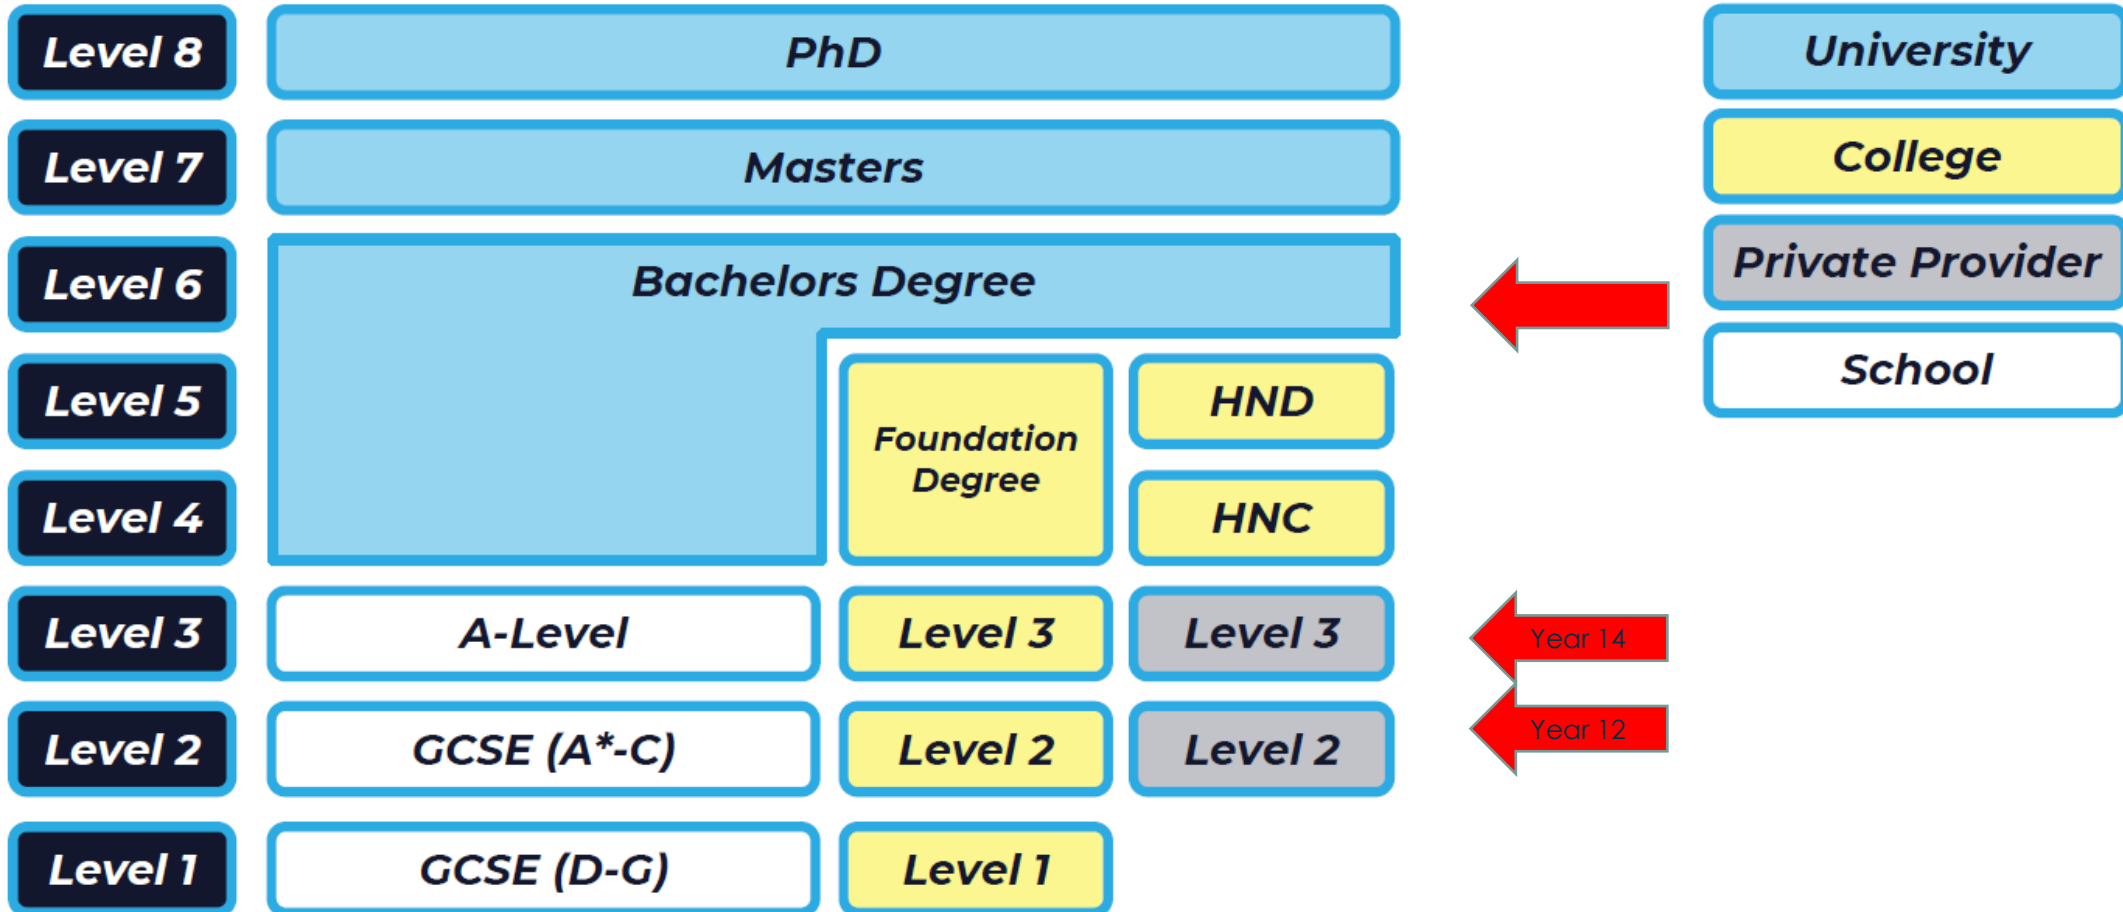 Level 8
PhD
University
Level 7
Masters
College
Level 6
Bachelors Degree
Private Provider
Level 5
Foundation
Degree
HND
School
Level 4
HNC
Level 3
A-Level
Level 3
Level 3
Year 14
Level 2
GCSE (A*-C)
Level 2
Level 2
Year 12
Level 1
GCSE (D-G)
Level 1